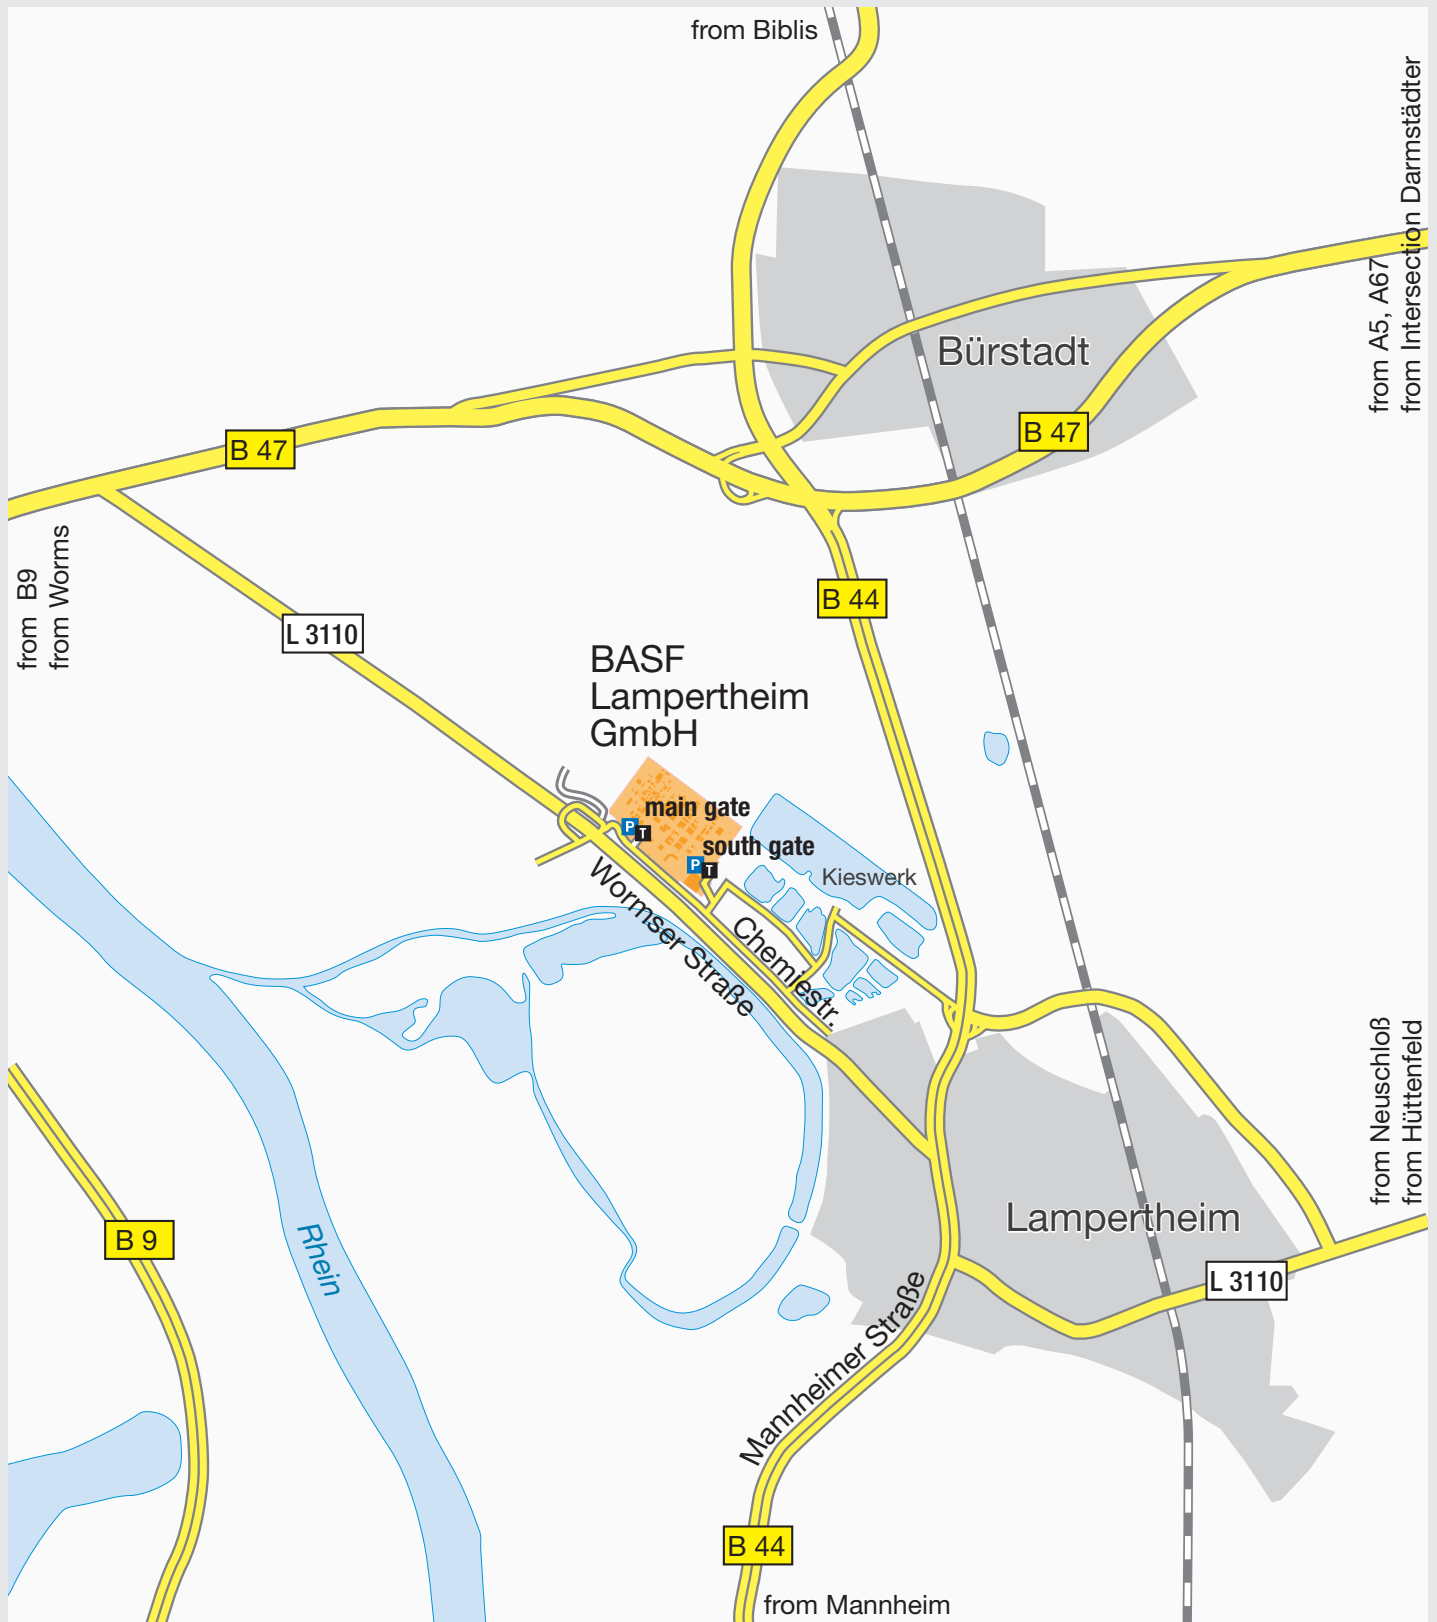 from Biblis
from A5, A67
from Intersection Darmstädter
Bürstadt
B 47
B 47
from B9
from Worms
B 44
L 3110
BASF
Lampertheim
GmbH
main gate
P
T
south gate
P
T
Kieswerk
Wormser Straße
Chemiestr.
from Neuschloß
from Hüttenfeld
Lampertheim
B 9
Rhein
L 3110
Mannheimer Straße
B 44
from Mannheim